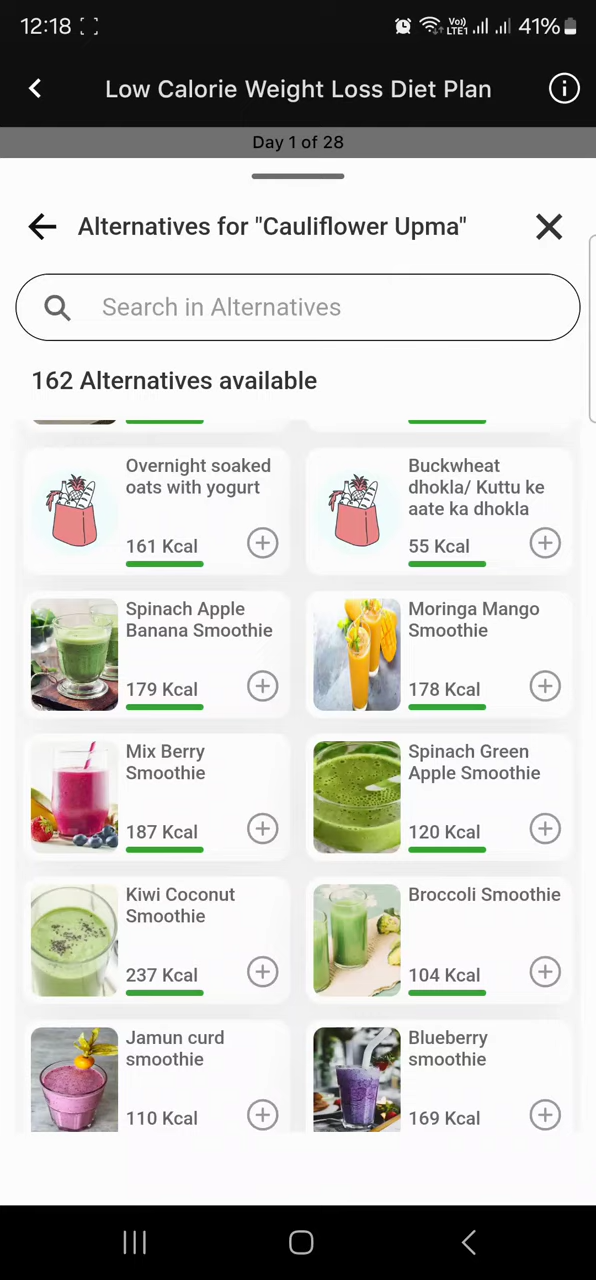 12:18
Vo)) LTE1 41%
Low Calorie Weight Loss Diet Plan
Day 1 of 28
Alternatives for "Cauliflower Upma"
Search in Alternatives
162 Alternatives available
Overnight soaked
oats with yogurt
161 Kcal
Buckwheat
dhokla/ Kuttu ke
aate ka dhokla
55 Kcal
Spinach Apple
Banana Smoothie
179 Kcal
Moringa Mango
Smoothie
178 Kcal
Mix Berry
Smoothie
187 Kcal
Spinach Green
Apple Smoothie
120 Kcal
Kiwi Coconut
Smoothie
237 Kcal
Broccoli Smoothie
104 Kcal
Jamun curd
smoothie
110 Kcal
Blueberry
smoothie
169 Kcal